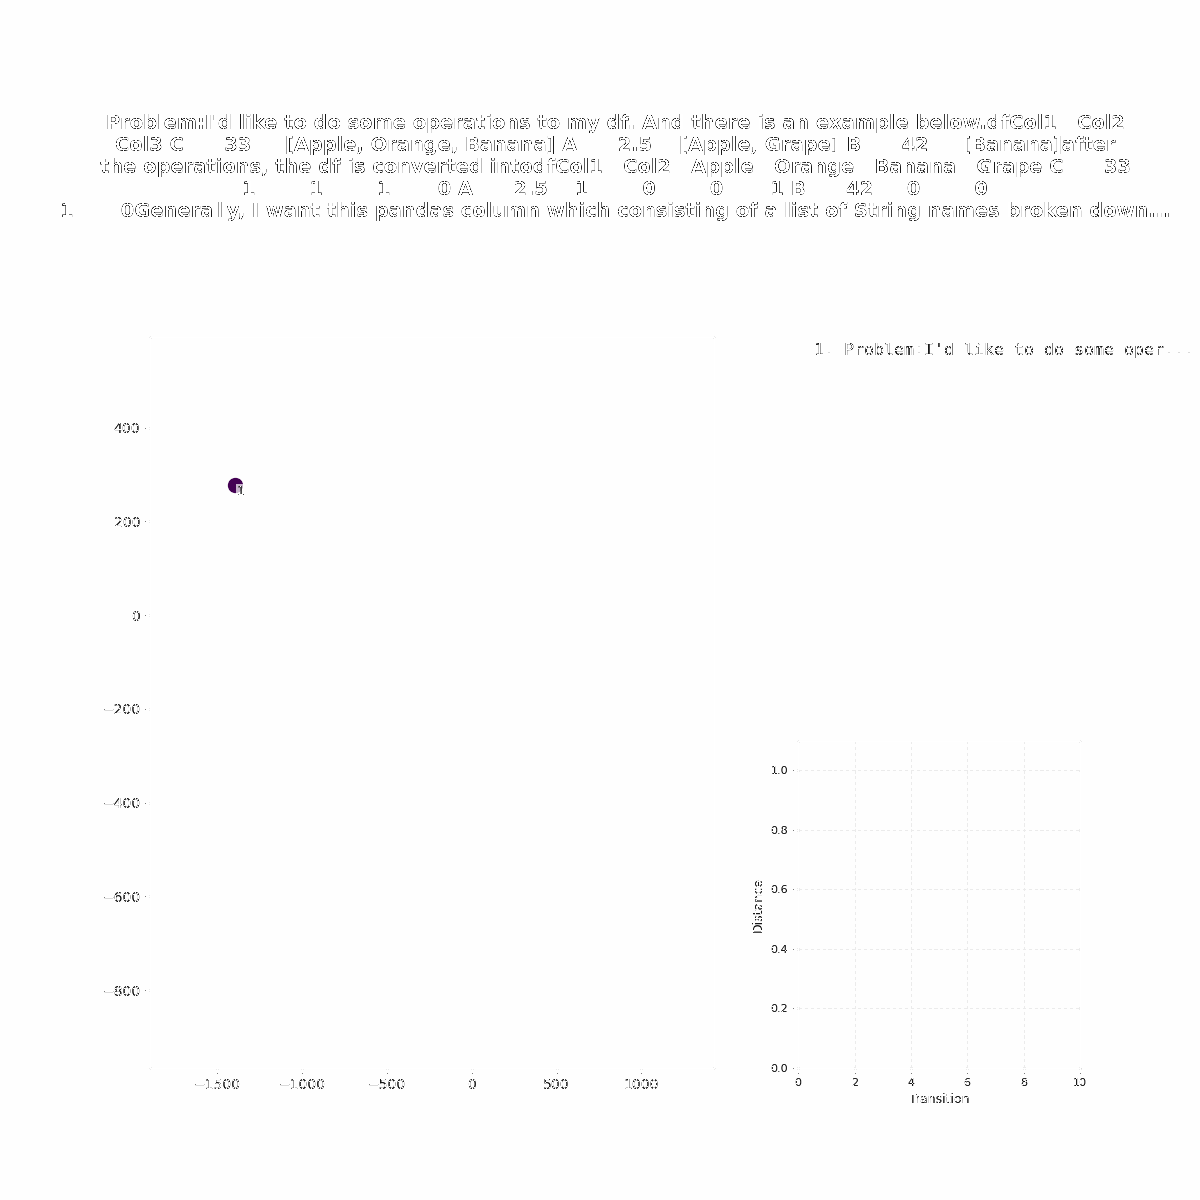 Problem:I'd like to do some operations to my df. And there is an example below.dfCol1   Col2
Col3 C      33     [Apple, Orange, Banana] A      2.5    [Apple, Grape] B      42     [Banana]after
the operations, the df is converted intodfCol1   Col2   Apple   Orange   Banana   Grape C      33
1        1        1       0 A      2.5    1        0        0       1 B      42     0        0
1       0Generally, I want this pandas column which consisting of a list of String names broken down...
1. Problem:I'd like to do some oper...
400
200
0
−200
−400
−600
−800
−1500 −1000 −500 0 500 1000
1
1.0
0.8
0.6
0.4
0.2
0.0
Distance
0 2 4 6 8 10
Transition